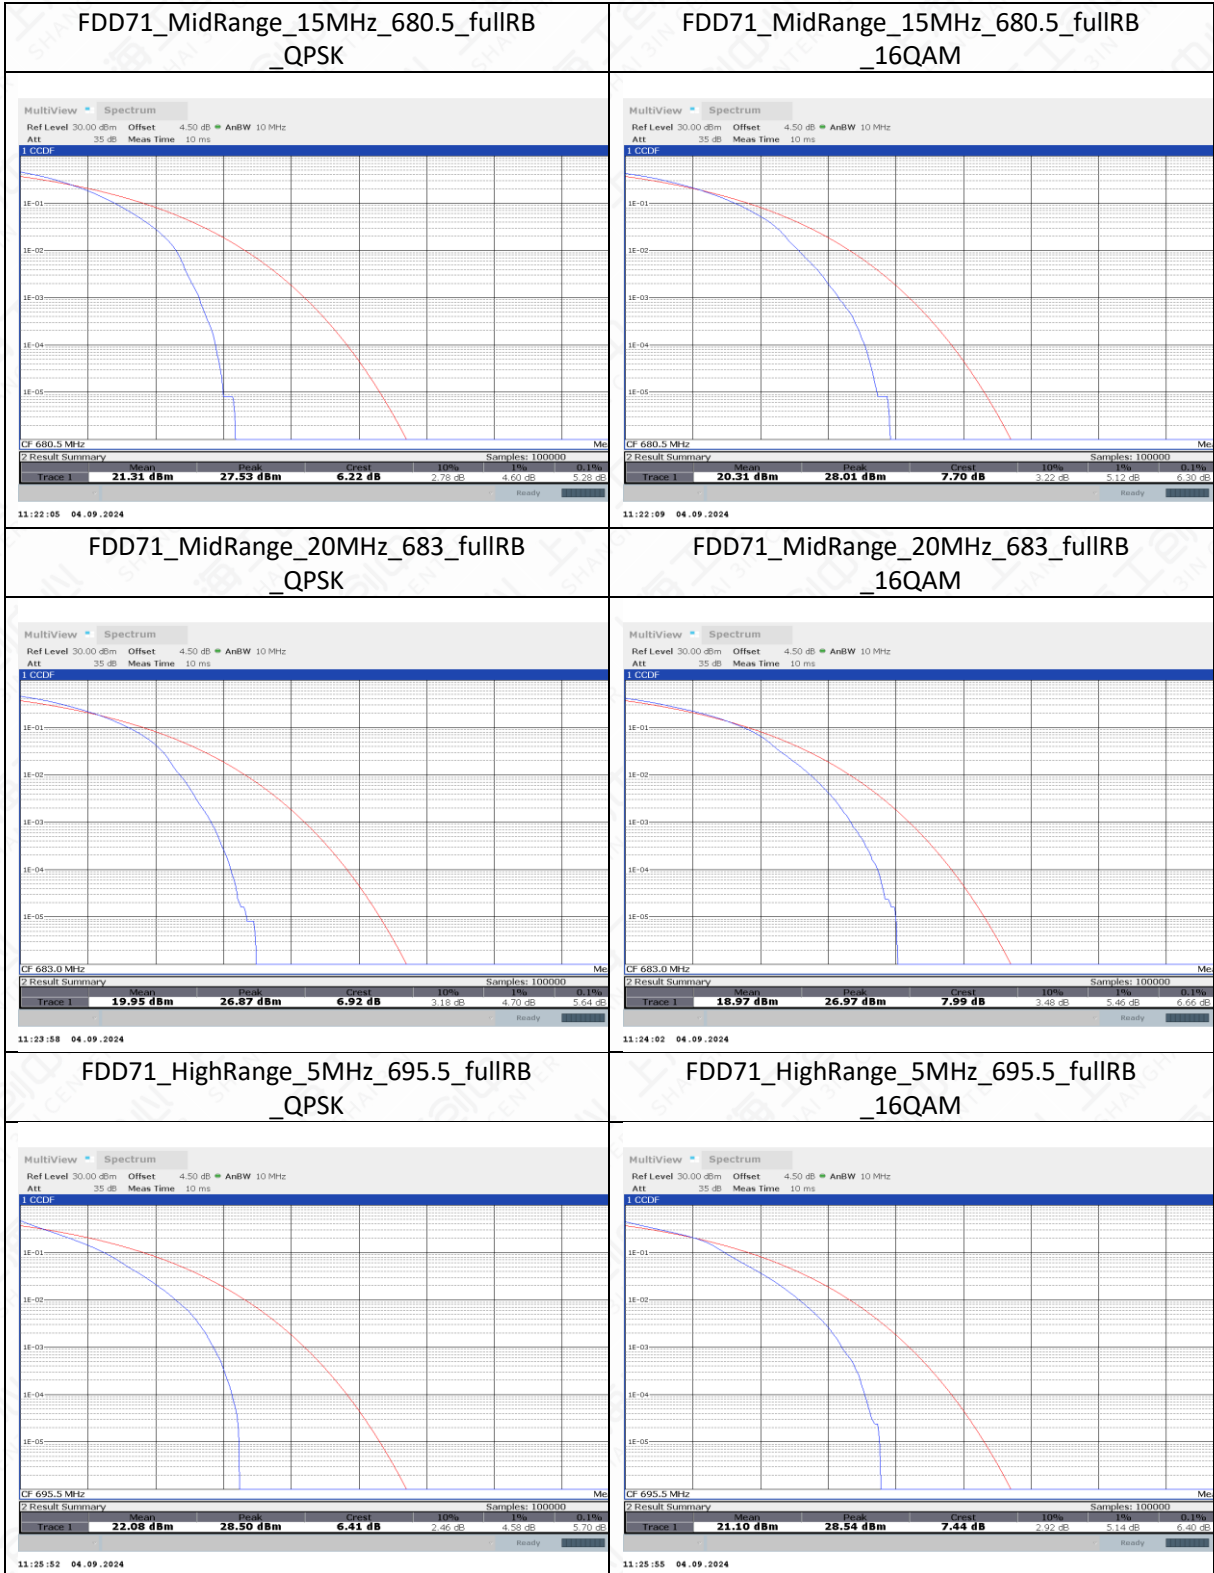 FDD71_MidRange_15MHz_680.5_fullRB
_QPSK
FDD71_MidRange_15MHz_680.5_fullRB
_16QAM
MultiView Spectrum
Ref Level 30.00 dBm Offset 4.50 dB AnBW 10 MHz
Att 35 dB Meas Time 10 ms
1 CCDF
1E-01
1E-02
1E-03
1E-04
1E-05
CF 680.5 MHz Me
2 Result Summary Samples: 100000
Mean Peak Crest 10% 1% 0.1%
Trace 1 21.31 dBm 27.53 dBm 6.22 dB 2.78 dB 4.60 dB 5.28 dB
Ready
11:22:05 04.09.2024
MultiView Spectrum
Ref Level 30.00 dBm Offset 4.50 dB AnBW 10 MHz
Att 35 dB Meas Time 10 ms
1 CCDF
1E-01
1E-02
1E-03
1E-04
1E-05
CF 680.5 MHz Me
2 Result Summary Samples: 100000
Mean Peak Crest 10% 1% 0.1%
Trace 1 20.31 dBm 28.01 dBm 7.70 dB 3.22 dB 5.12 dB 6.30 dB
Ready
11:22:09 04.09.2024
FDD71_MidRange_20MHz_683_fullRB
_QPSK
FDD71_MidRange_20MHz_683_fullRB
_16QAM
MultiView Spectrum
Ref Level 30.00 dBm Offset 4.50 dB AnBW 10 MHz
Att 35 dB Meas Time 10 ms
1 CCDF
1E-01
1E-02
1E-03
1E-04
1E-05
CF 683.0 MHz Me
2 Result Summary Samples: 100000
Mean Peak Crest 10% 1% 0.1%
Trace 1 19.95 dBm 26.87 dBm 6.92 dB 3.18 dB 4.70 dB 5.64 dB
Ready
11:23:58 04.09.2024
MultiView Spectrum
Ref Level 30.00 dBm Offset 4.50 dB AnBW 10 MHz
Att 35 dB Meas Time 10 ms
1 CCDF
1E-01
1E-02
1E-03
1E-04
1E-05
CF 683.0 MHz Me
2 Result Summary Samples: 100000
Mean Peak Crest 10% 1% 0.1%
Trace 1 18.97 dBm 26.97 dBm 7.99 dB 3.48 dB 5.46 dB 6.66 dB
Ready
11:24:02 04.09.2024
FDD71_HighRange_5MHz_695.5_fullRB
_QPSK
FDD71_HighRange_5MHz_695.5_fullRB
_16QAM
MultiView Spectrum
Ref Level 30.00 dBm Offset 4.50 dB AnBW 10 MHz
Att 35 dB Meas Time 10 ms
1 CCDF
1E-01
1E-02
1E-03
1E-04
1E-05
CF 695.5 MHz Me
2 Result Summary Samples: 100000
Mean Peak Crest 10% 1% 0.1%
Trace 1 22.08 dBm 28.50 dBm 6.41 dB 2.46 dB 4.58 dB 5.70 dB
Ready
11:25:52 04.09.2024
MultiView Spectrum
Ref Level 30.00 dBm Offset 4.50 dB AnBW 10 MHz
Att 35 dB Meas Time 10 ms
1 CCDF
1E-01
1E-02
1E-03
1E-04
1E-05
CF 695.5 MHz Me
2 Result Summary Samples: 100000
Mean Peak Crest 10% 1% 0.1%
Trace 1 21.10 dBm 28.54 dBm 7.44 dB 2.92 dB 5.14 dB 6.40 dB
Ready
11:25:55 04.09.2024